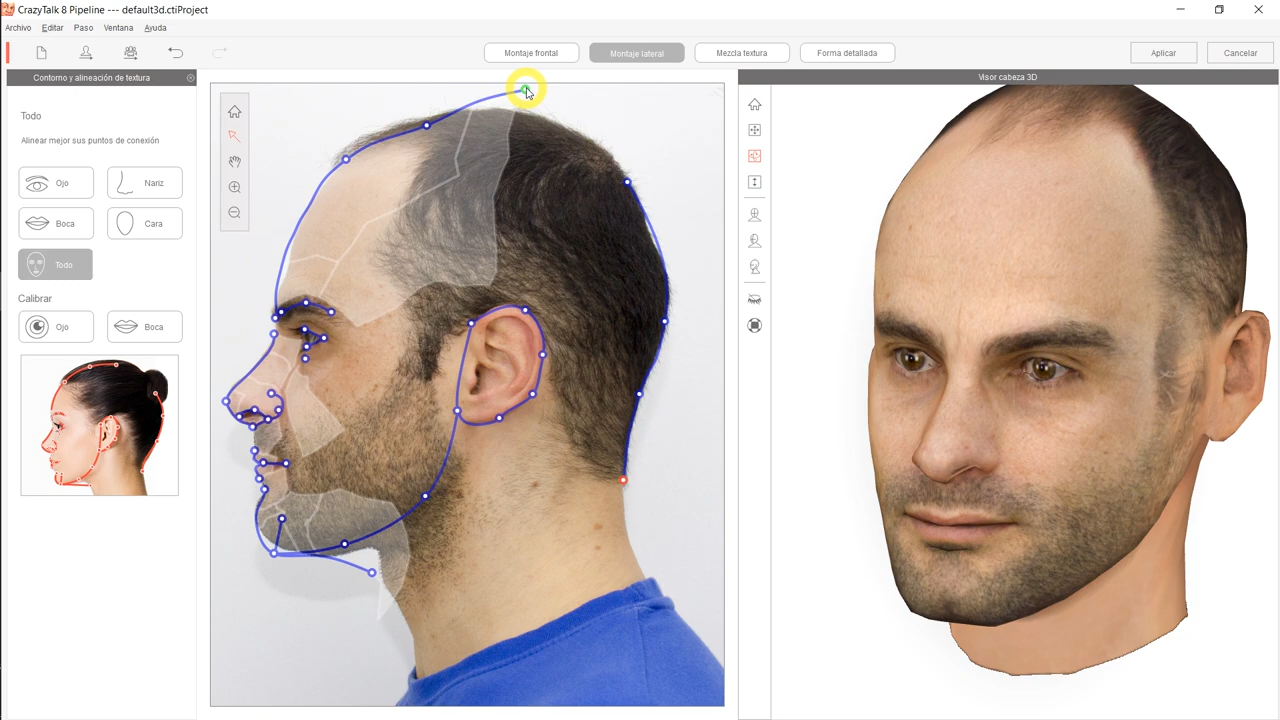 CrazyTalk 8 Pipeline --- default3d.ctiProject
Archivo Editar Paso Ventana Ayuda
Montaje frontal Montaje lateral Mezcla textura Forma detallada Aplicar Cancelar
Contorno y alineación de textura
Visor cabeza 3D
Todo
Alinear mejor sus puntos de conexión
Ojo Nariz
Boca Cara
Todo
Calibrar
Ojo Boca